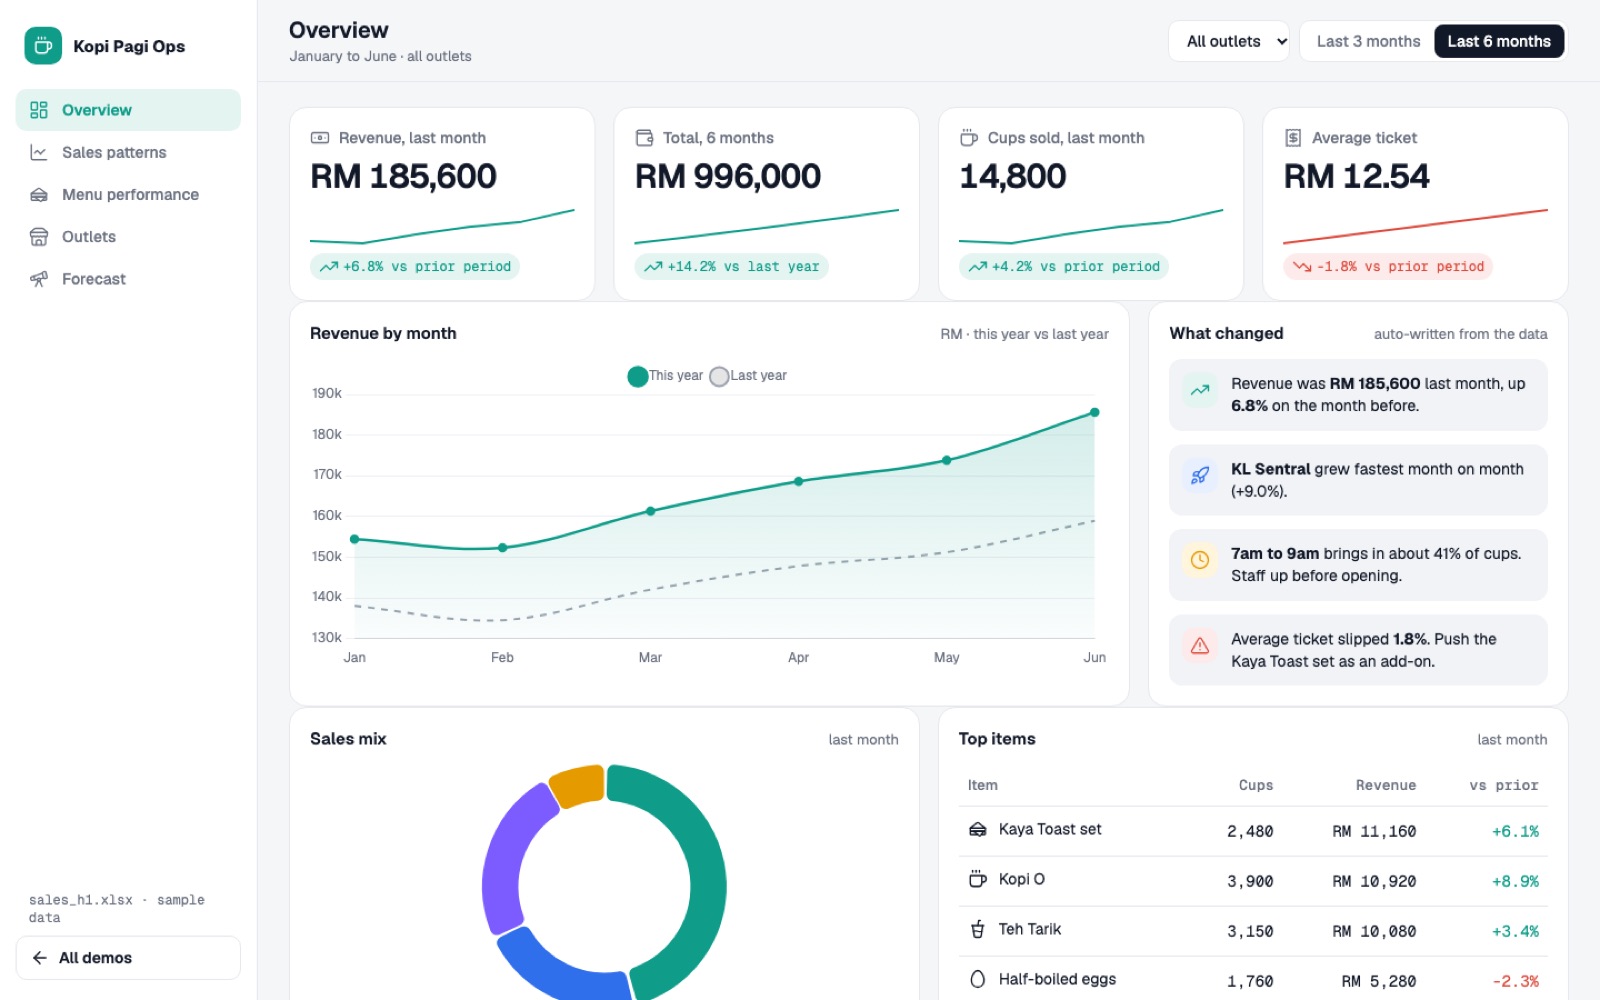 Kopi Pagi Ops
Overview
Sales patterns
Menu performance
Outlets
Forecast
sales_h1.xlsx · sample
data
All demos
Overview
January to June · all outlets
All outlets
Last 3 months
Last 6 months
Revenue, last month
RM 185,600
+6.8% vs prior period
Total, 6 months
RM 996,000
+14.2% vs last year
Cups sold, last month
14,800
+4.2% vs prior period
Average ticket
RM 12.54
-1.8% vs prior period
Revenue by month
RM · this year vs last year
This year
Last year
190k
180k
170k
160k
150k
140k
130k
Jan
Feb
Mar
Apr
May
Jun
What changed
auto-written from the data
Revenue was RM 185,600 last month, up
6.8% on the month before.
KL Sentral grew fastest month on month
(+9.0%).
7am to 9am brings in about 41% of cups.
Staff up before opening.
Average ticket slipped 1.8%. Push the
Kaya Toast set as an add-on.
Sales mix
last month
Top items
last month
Item Cups Revenue vs prior
Kaya Toast set 2,480 RM 11,160 +6.1%
Kopi O 3,900 RM 10,920 +8.9%
Teh Tarik 3,150 RM 10,080 +3.4%
Half-boiled eggs 1,760 RM 5,280 -2.3%